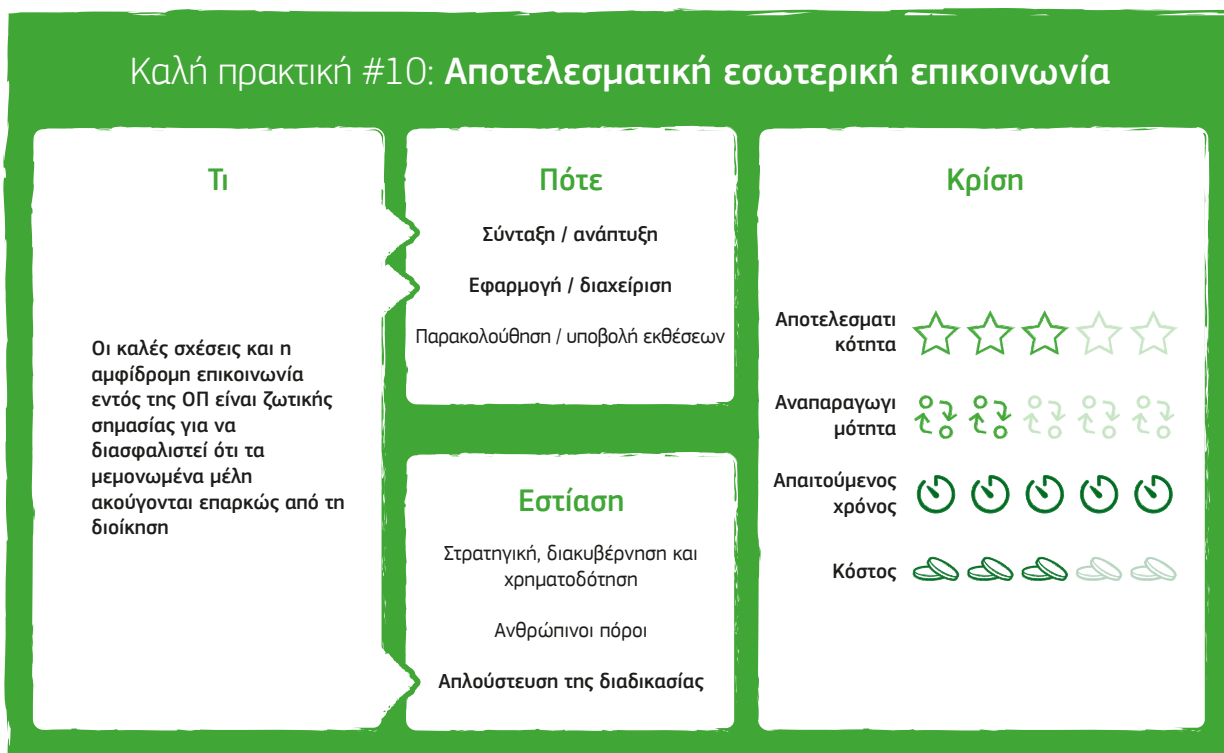 Καλή πρακτική #10: Αποτελεσματική εσωτερική επικοινωνία
Τι
Οι καλές σχέσεις και η
αμφίδρομη επικοινωνία
εντός της ΟΠ είναι ζωτικής
σημασίας για να
διασφαλιστεί ότι τα
μεμονωμένα μέλη
ακούγονται επαρκώς από τη
διοίκηση
Πότε
Σύνταξη / ανάπτυξη
Εφαρμογή / διαχείριση
Παρακολούθηση / υποβολή εκθέσεων
Εστίαση
Στρατηγική, διακυβέρνηση και
χρηματοδότηση
Ανθρώπινοι πόροι
Απλούστευση της διαδικασίας
Κρίση
Αποτελεσματι
κότητα
Αναπαραγωγι
μότητα
Απαιτούμενος
χρόνος
Κόστος